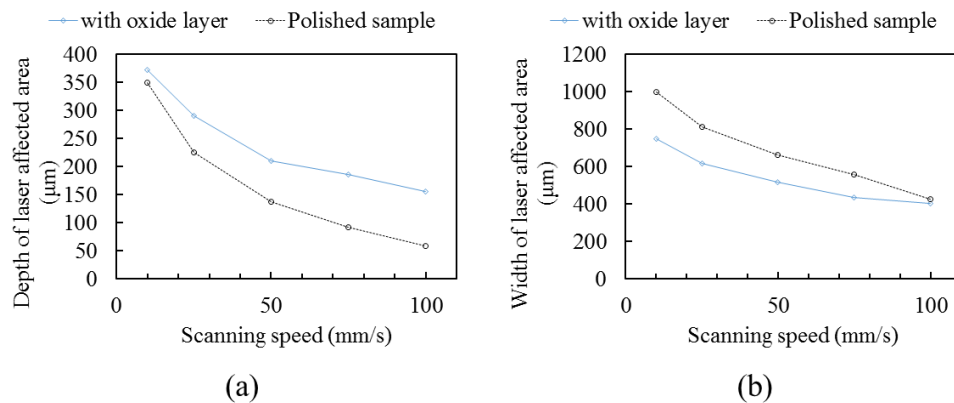 with oxide layer Polished sample
Depth of laser affected area
(μm)
400
350
300
250
200
150
100
50
0
0 50 100
Scanning speed (mm/s)
(a)
with oxide layer Polished sample
Width of laser affected area
(μm)
1200
1000
800
600
400
200
0
0 50 100
Scanning speed (mm/s)
(b)